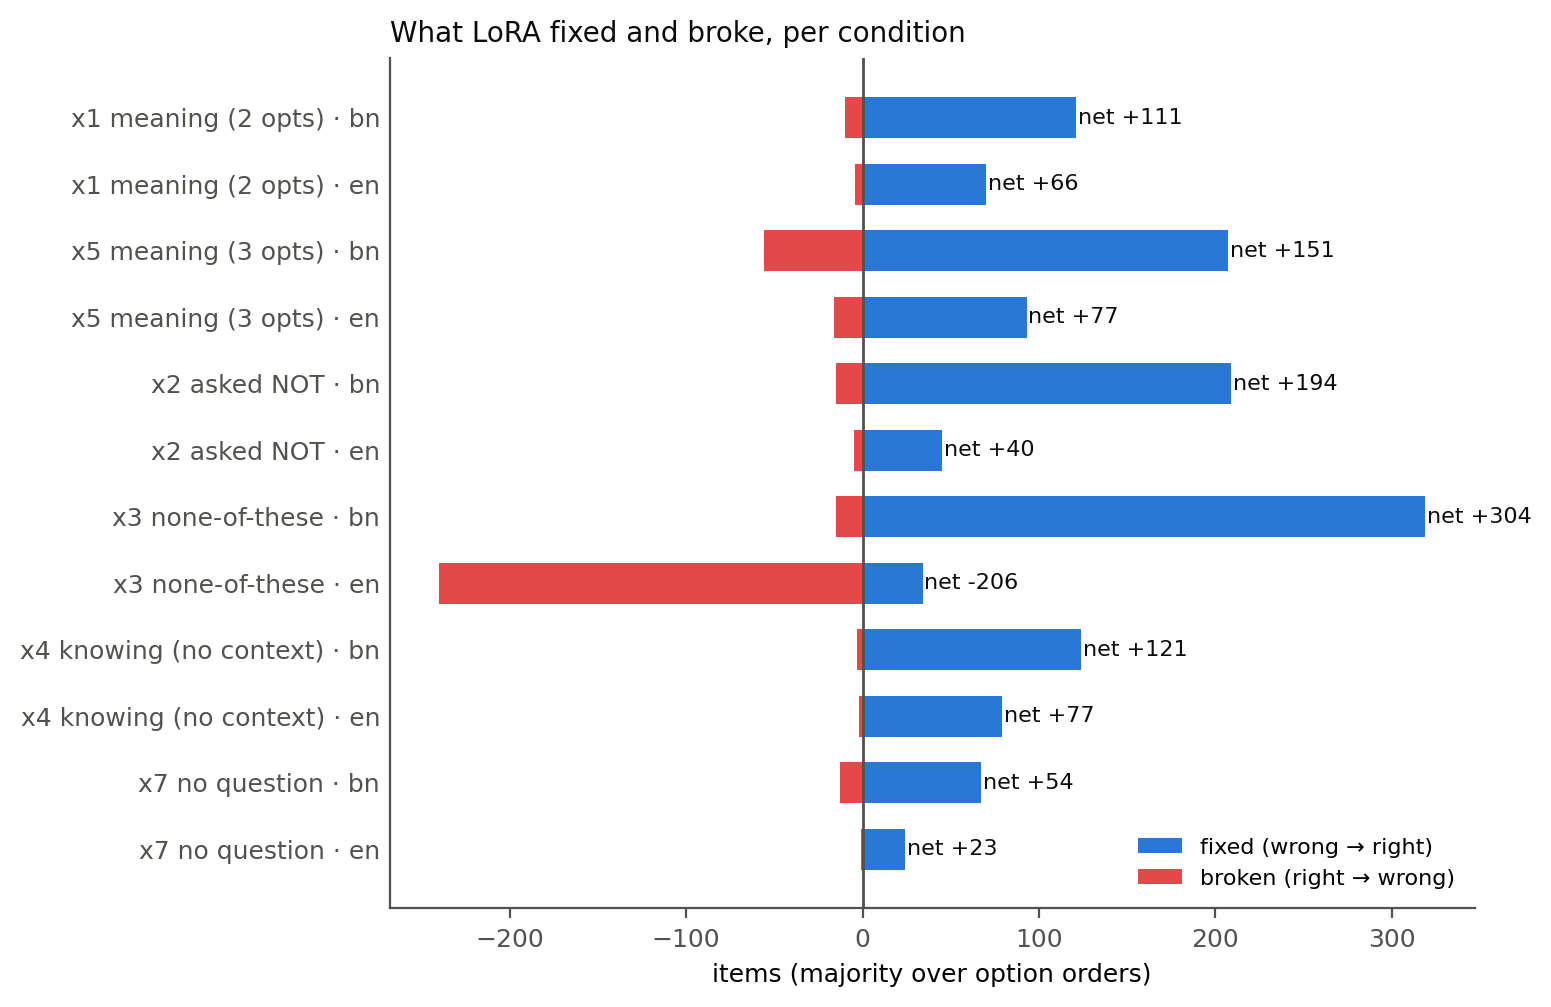 What LoRA fixed and broke, per condition
x1 meaning (2 opts) · bn
net +111
x1 meaning (2 opts) · en
net +66
x5 meaning (3 opts) · bn
net +151
x5 meaning (3 opts) · en
net +77
x2 asked NOT · bn
net +194
x2 asked NOT · en
net +40
x3 none-of-these · bn
net +304
x3 none-of-these · en
net -206
x4 knowing (no context) · bn
net +121
x4 knowing (no context) · en
net +77
x7 no question · bn
net +54
x7 no question · en
net +23
fixed (wrong → right)
broken (right → wrong)
−200 −100 0 100 200 300
items (majority over option orders)